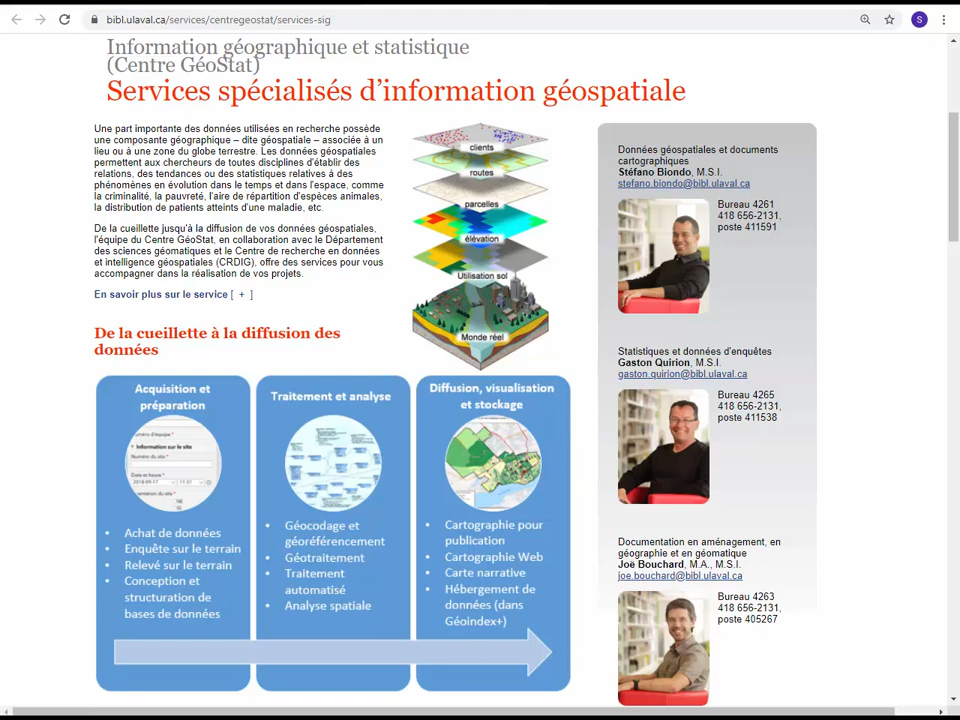 bibl.ulaval.ca/services/centregeostat/services-sig
S
Information géographique et statistique
(Centre GéoStat)
Services spécialisés d'information géospatiale
Une part importante des données utilisées en recherche possède
une composante géographique – dite géospatiale – associée à un
lieu ou à une zone du globe terrestre. Les données géospatiales
permettent aux chercheurs de toutes disciplines d'établir des
relations, des tendances ou des statistiques relatives à des
phénomènes en évolution dans le temps et dans l'espace, comme
la criminalité, la pauvreté, l'aire de répartition d'espèces animales,
la distribution de patients atteints d'une maladie, etc.
De la cueillette jusqu'à la diffusion de vos données géospatiales,
l'équipe du Centre GéoStat, en collaboration avec le Département
des sciences géomatiques et le Centre de recherche en données
et intelligence géospatiales (CRDIG), offre des services pour vous
accompagner dans la réalisation de vos projets.
En savoir plus sur le service [ + ]
clients
routes
parcelles
élévation
Utilisation sol
Monde réel
De la cueillette à la diffusion des
données
Acquisition et
préparation
Information sur le site
Numéro du site *
Date et heure *
2018-09-17
• Achat de données
• Enquête sur le terrain
• Relevé sur le terrain
• Conception et
structuration de
bases de données
Traitement et analyse
• Géocodage et
géoréférencement
• Géotraitement
• Traitement
automatisé
• Analyse spatiale
Diffusion, visualisation
et stockage
• Cartographie pour
publication
• Cartographie Web
• Carte narrative
• Hébergement de
données (dans
Géoindex+)
Données géospatiales et documents
cartographiques
Stéfano Biondo, M.S.I.
stefano.biondo@bibl.ulaval.ca
Bureau 4261
418 656-2131,
poste 411591
Statistiques et données d'enquêtes
Gaston Quirion, M.S.I.
gaston.quirion@bibl.ulaval.ca
Bureau 4265
418 656-2131,
poste 411538
Documentation en aménagement, en
géographie et en géomatique
Joë Bouchard, M.A., M.S.I.
joe.bouchard@bibl.ulaval.ca
Bureau 4263
418 656-2131,
poste 405267